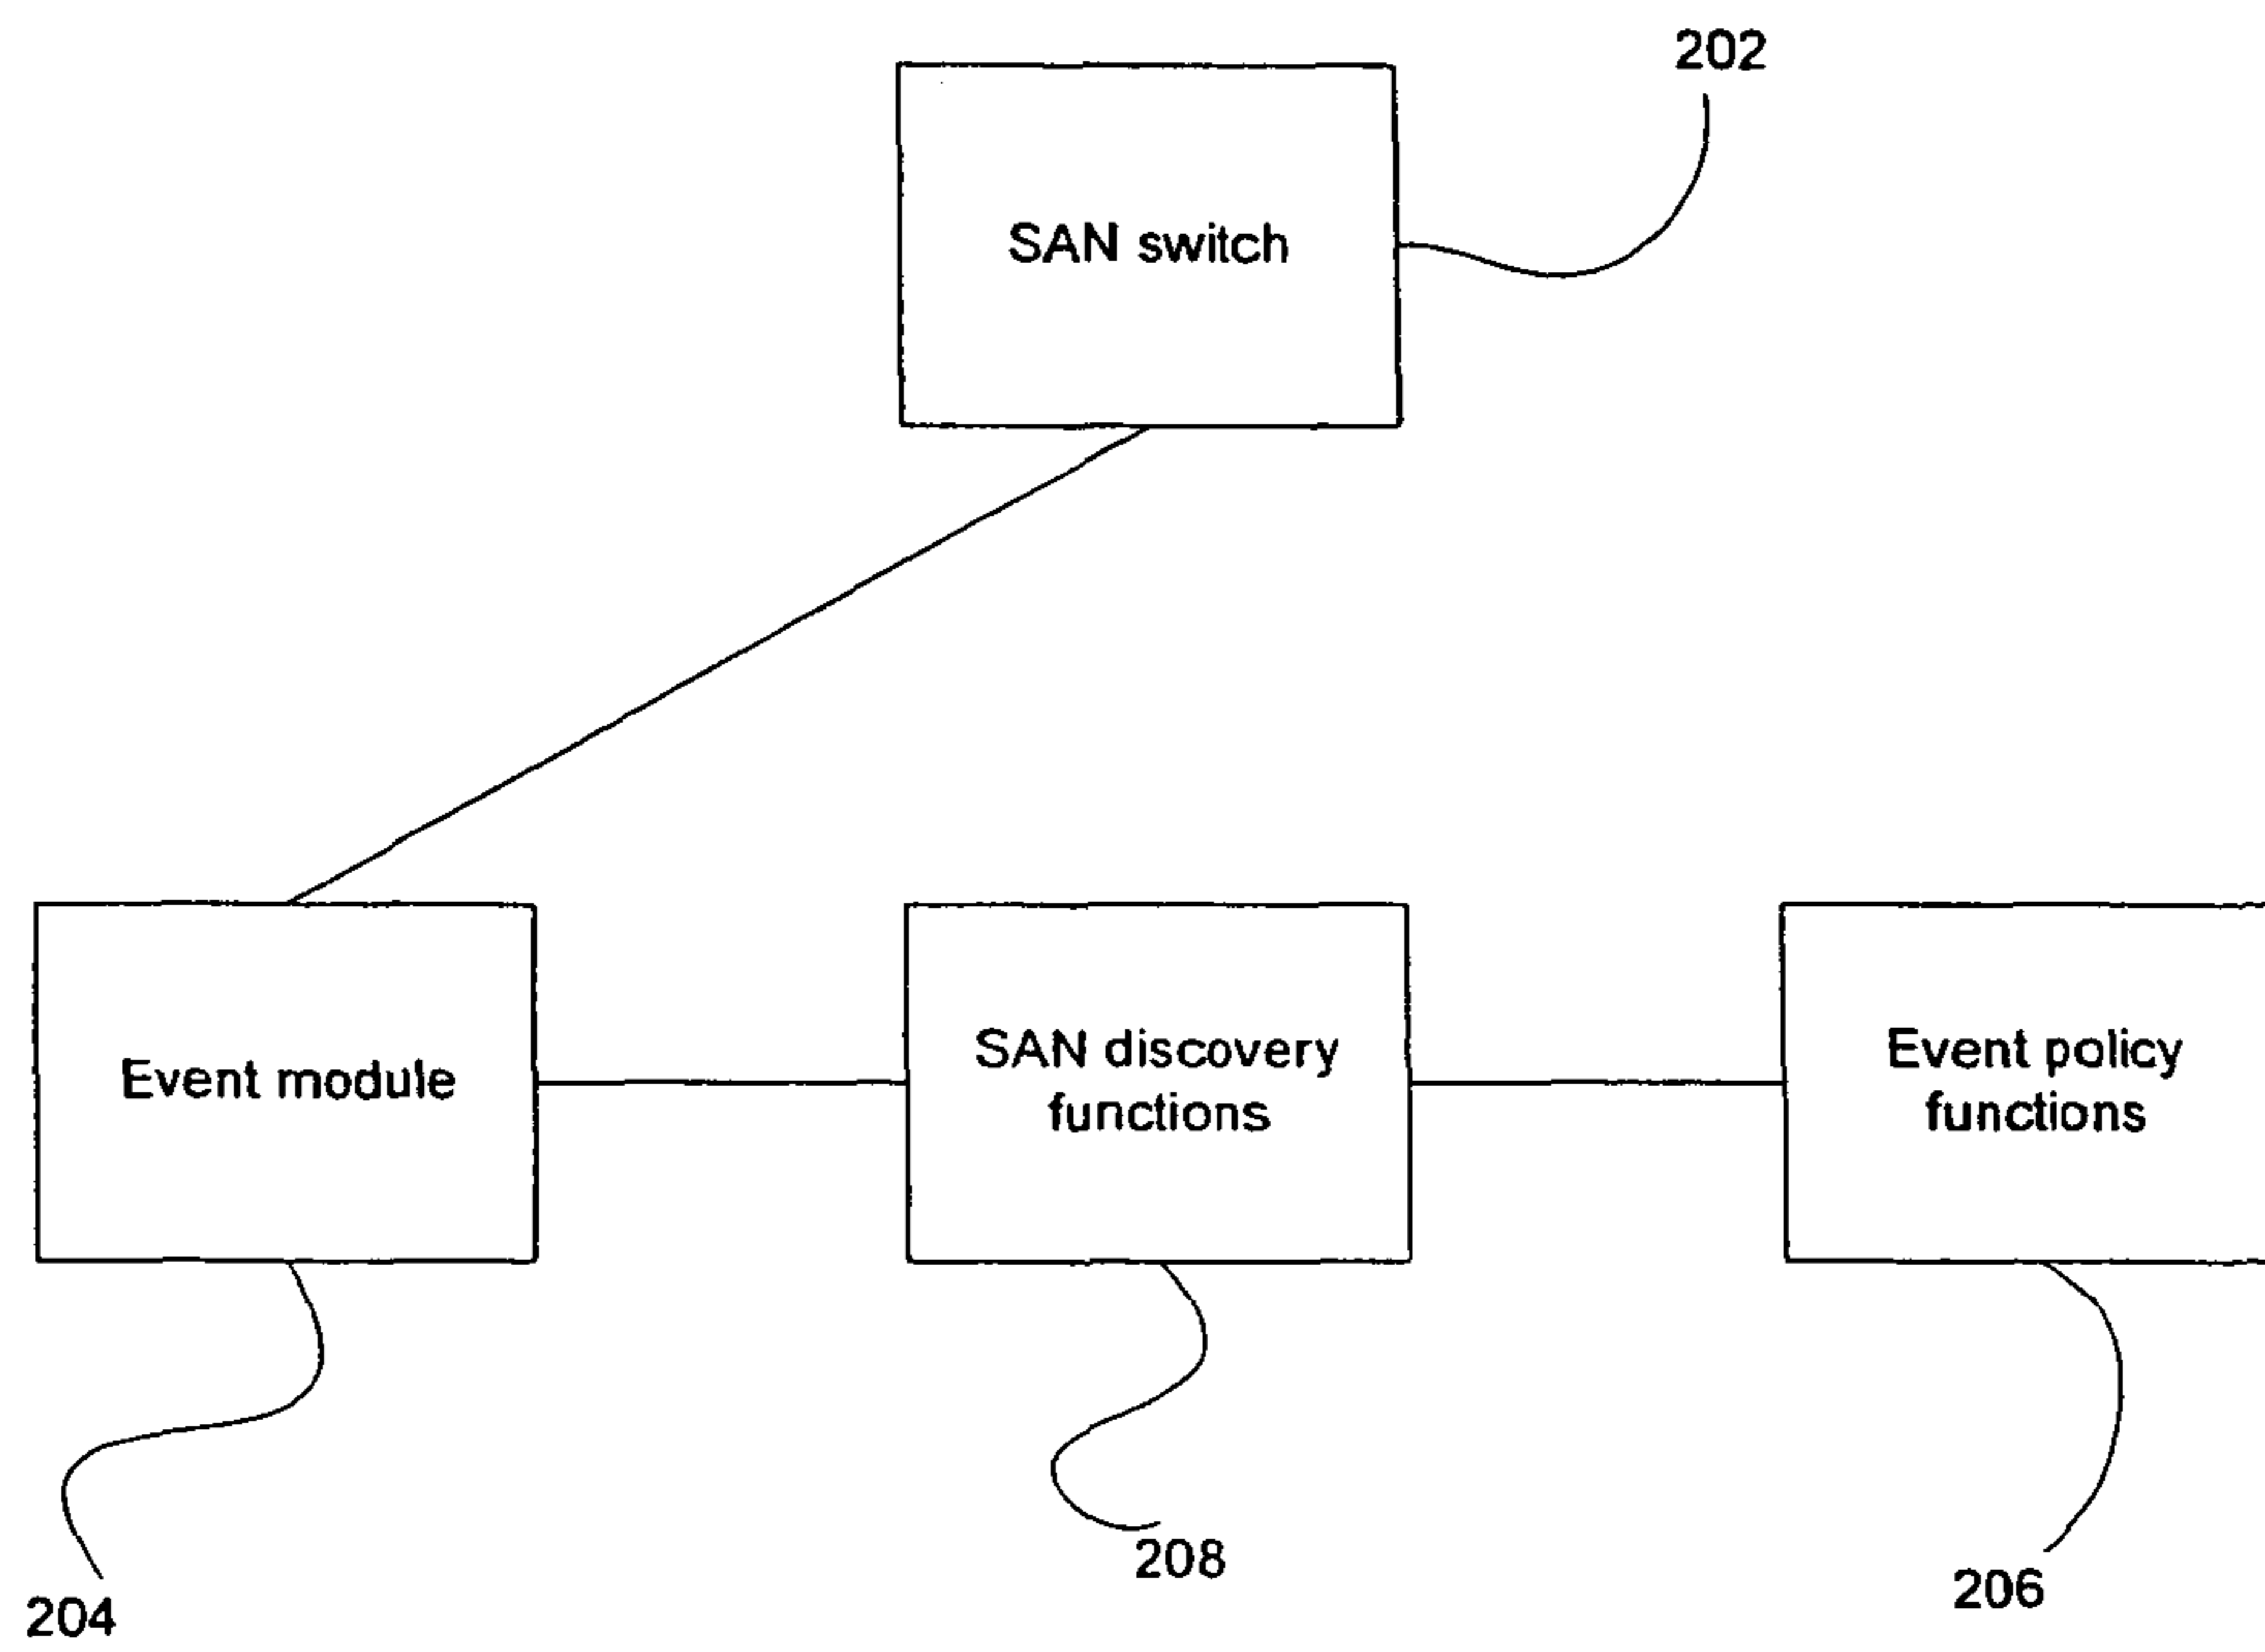 202
SAN switch
Event module
SAN discovery
functions
Event policy
functions
204
208
206